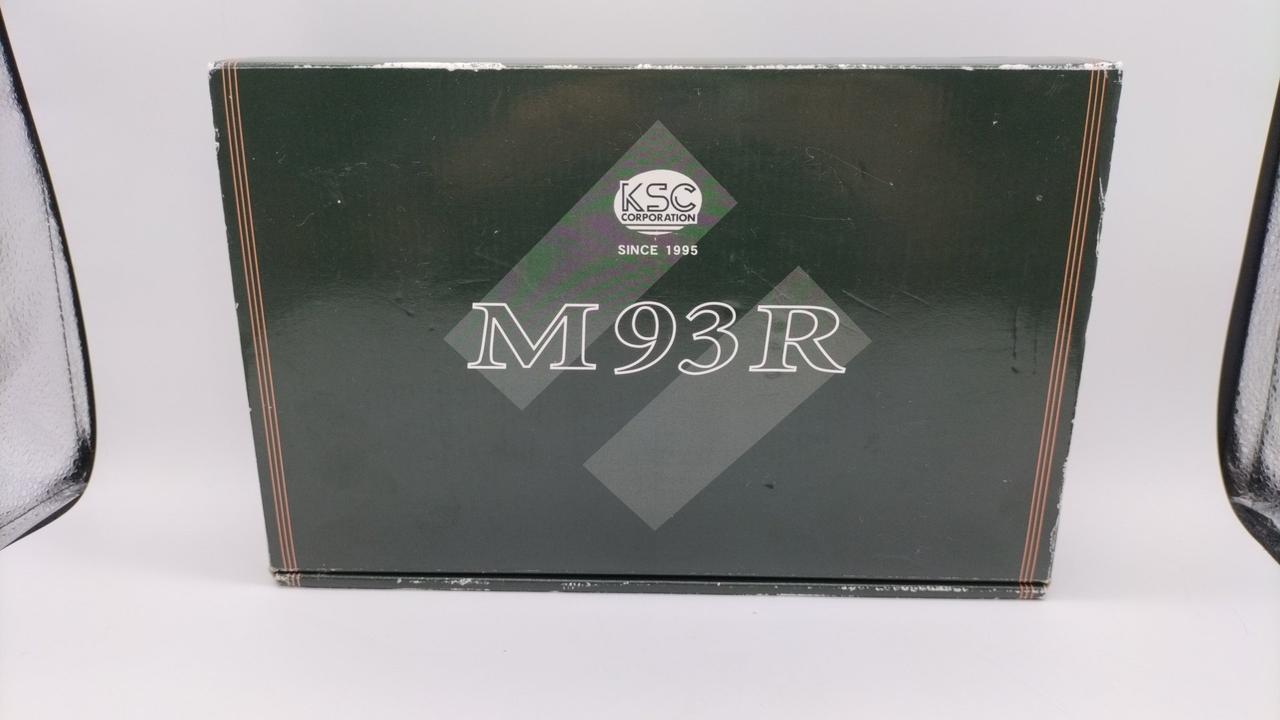 KSC
CORPORATION
SINCE 1995
M93R